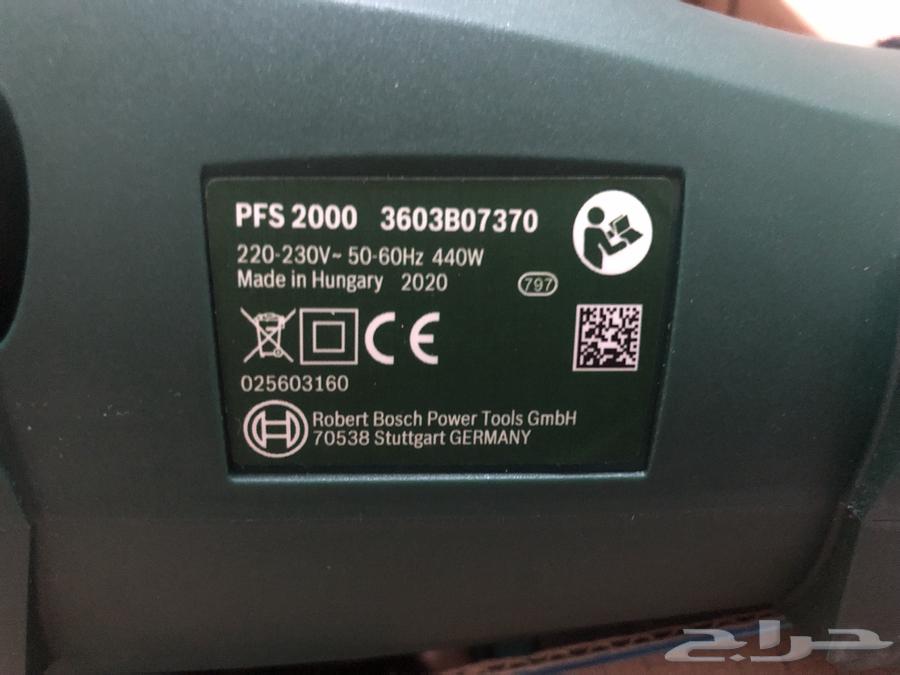 PFS 2000 3603B07370
220-230V~ 50-60Hz 440W
Made in Hungary 2020 797
CE
025603160
Robert Bosch Power Tools GmbH
70538 Stuttgart GERMANY
حراج